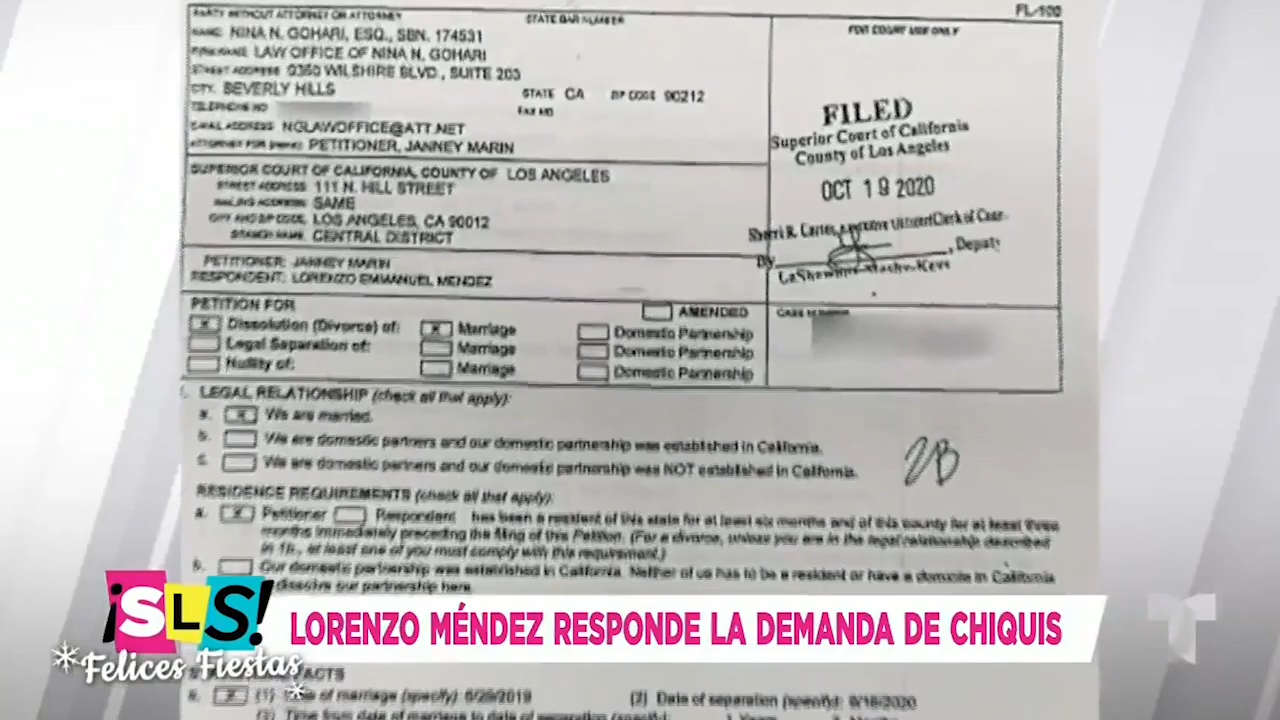 PARTY WITHOUT ATTORNEY OR ATTORNEY STATE BAR NUMBER
FL-100
NAME: NINA N. GOHARI, ESQ., SBN. 174531
FIRM NAME: LAW OFFICE OF NINA N. GOHARI
STREET ADDRESS: WILSHIRE BLVD., SUITE 203
CITY: BEVERLY HILLS STATE: CA ZIP CODE: 90212
TELEPHONE NO FAX NO
E-MAIL ADDRESS: NGLAWOFFICE@ATT.NET
ATTORNEY FOR (name): PETITIONER, JANNEY MARIN
FOR COURT USE ONLY
FILED
Superior Court of California
County of Los Angeles
OCT 19 2020
Sherri R. Carter, Executive Officer/Clerk of Court
By , Deputy
SUPERIOR COURT OF CALIFORNIA, COUNTY OF LOS ANGELES
STREET ADDRESS: 111 N. HILL STREET
MAILING ADDRESS: SAME
CITY AND ZIP CODE: LOS ANGELES, CA 90012
BRANCH NAME: CENTRAL DISTRICT
PETITIONER: JANNEY MARIN
RESPONDENT: LORENZO EMMANUEL MENDEZ
PETITION FOR AMENDED
CASE NUMBER
x Dissolution (Divorce) of: x Marriage Domestic Partnership
Legal Separation of: Marriage Domestic Partnership
Nullity of: Marriage Domestic Partnership
1. LEGAL RELATIONSHIP (check all that apply):
a. x We are married.
b. We are domestic partners and our domestic partnership was established in California.
c. We are domestic partners and our domestic partnership was NOT established in California.
2B
RESIDENCE REQUIREMENTS (check all that apply):
a. x Petitioner Respondent has been a resident of this state for at least six months and of this county for at least three
months immediately preceding the filing of this Petition. (For a divorce, unless you are in the legal relationship described
in 1b., at least one of you must comply with this requirement.)
b. Our domestic partnership was established in California. Neither of us has to be a resident or have a domicile in California
to dissolve our partnership here.
¡SLS!
Felices Fiestas
LORENZO MÉNDEZ RESPONDE LA DEMANDA DE CHIQUIS
T
FACTS
a. x (1) Date of marriage (specify): 6/29/2019 (2) Date of separation (specify): 9/16/2020
(3) Time from date of marriage to date of separation (specify): Years Months